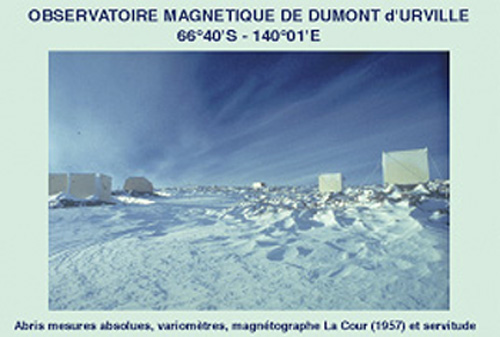 OBSERVATOIRE MAGNETIQUE DE DUMONT d'URVILLE
66°40'S - 140°01'E
Abris mesures absolues, variomètres, magnétographe La Cour (1957) et servitude